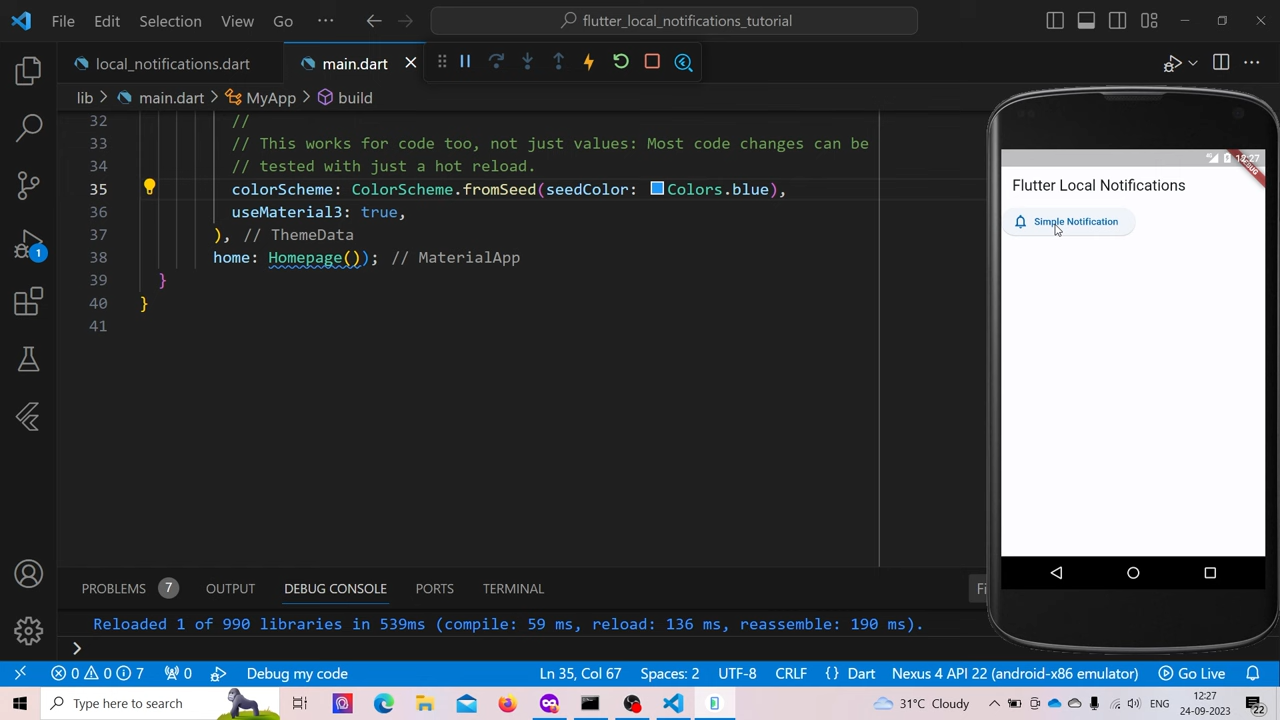 File Edit Selection View Go ··· flutter_local_notifications_tutorial
local_notifications.dart main.dart
lib > main.dart > MyApp > build
32 //
33 // This works for code too, not just values: Most code changes can be
34 // tested with just a hot reload.
35 colorScheme: ColorScheme.fromSeed(seedColor: Colors.blue),
36 useMaterial3: true,
37 ), // ThemeData
38 home: Homepage()); // MaterialApp
39 }
40 }
41
12:27
DEBUG
Flutter Local Notifications
Simple Notification
1
PROBLEMS 7 OUTPUT DEBUG CONSOLE PORTS TERMINAL Fi
Reloaded 1 of 990 libraries in 539ms (compile: 59 ms, reload: 136 ms, reassemble: 190 ms).
>
0 0 7 0 Debug my code Ln 35, Col 67 Spaces: 2 UTF-8 CRLF {} Dart Nexus 4 API 22 (android-x86 emulator) Go Live
Type here to search 31°C Cloudy ENG 12:27
24-09-2023 22